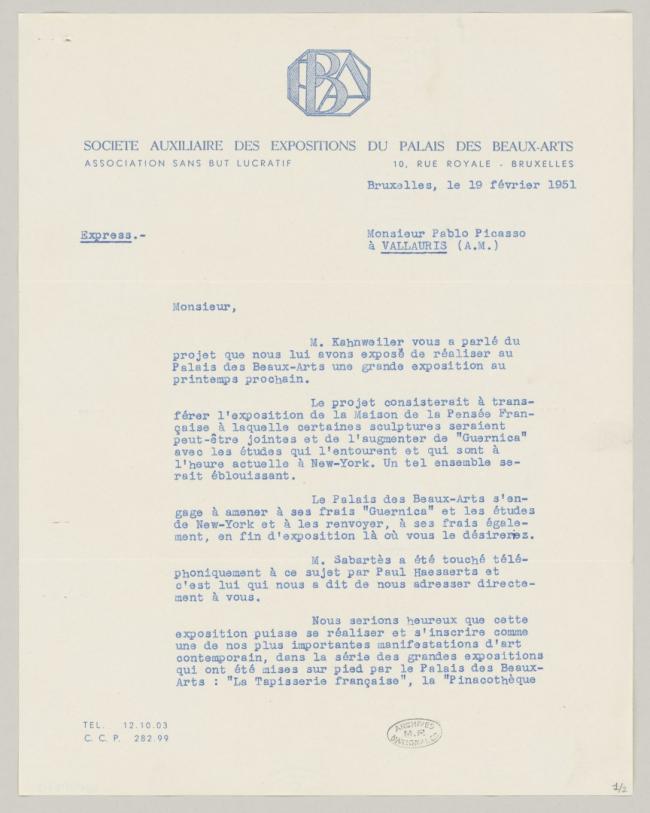 SOCIETE AUXILIAIRE DES EXPOSITIONS DU PALAIS DES BEAUX-ARTS
ASSOCIATION SANS BUT LUCRATIF 10, RUE ROYALE - BRUXELLES
Bruxelles, le 19 février 1951
Express.-
Monsieur Pablo Picasso
à VALLAURIS (A.M.)
Monsieur,
M. Kahnweiler vous a parlé du
projet que nous lui avons exposé de réaliser au
Palais des Beaux-Arts une grande exposition au
printemps prochain.
Le projet consisterait à trans-
férer l'exposition de la Maison de la Pensée Fran-
çaise à laquelle certaines sculptures seraient
peut-être jointes et de l'augmenter de "Guernica"
avec les études qui l'entourent et qui sont à
l'heure actuelle à New-York. Un tel ensemble se-
rait éblouissant.
Le Palais des Beaux-Arts s'en-
gage à amener à ses frais "Guernica" et les études
de New-York et à les renvoyer, à ses frais égale-
ment, en fin d'exposition là où vous le désirerez.
M. Sabartès a été touché télé-
phoniquement à ce sujet par Paul Haesaerts et
c'est lui qui nous a dit de nous adresser directe-
ment à vous.
Nous serions heureux que cette
exposition puisse se réaliser et s'inscrire comme
une de nos plus importantes manifestations d'art
contemporain, dans la série des grandes expositions
qui ont été mises sur pied par le Palais des Beaux-
Arts : "La Tapisserie française", la "Pinacothèque
TEL. 12.10.03
C. C. P. 282.99
ARCHIVES
M.P.
NATIONALES
1/2